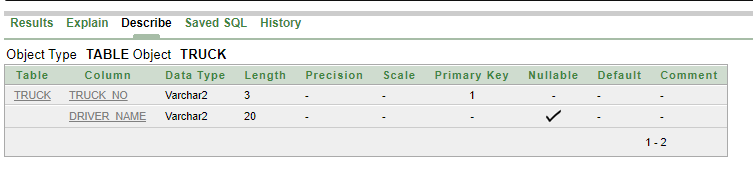 Results Explain Describe Saved SQL History
Object Type TABLE Object TRUCK
Table Column Data Type Length Precision Scale Primary Key Nullable Default Comment
TRUCK TRUCK_NO Varchar2 3 - - 1 - - -
DRIVER_NAME Varchar2 20 - - - ✓ - -
1 - 2